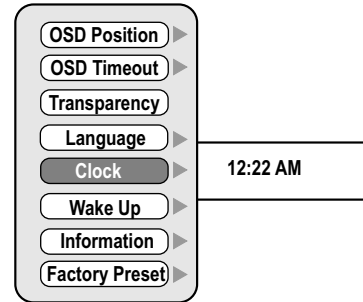 OSD Position
OSD Timeout
Transparency
Language
Clock
12:22 AM
Wake Up
Information
Factory Preset